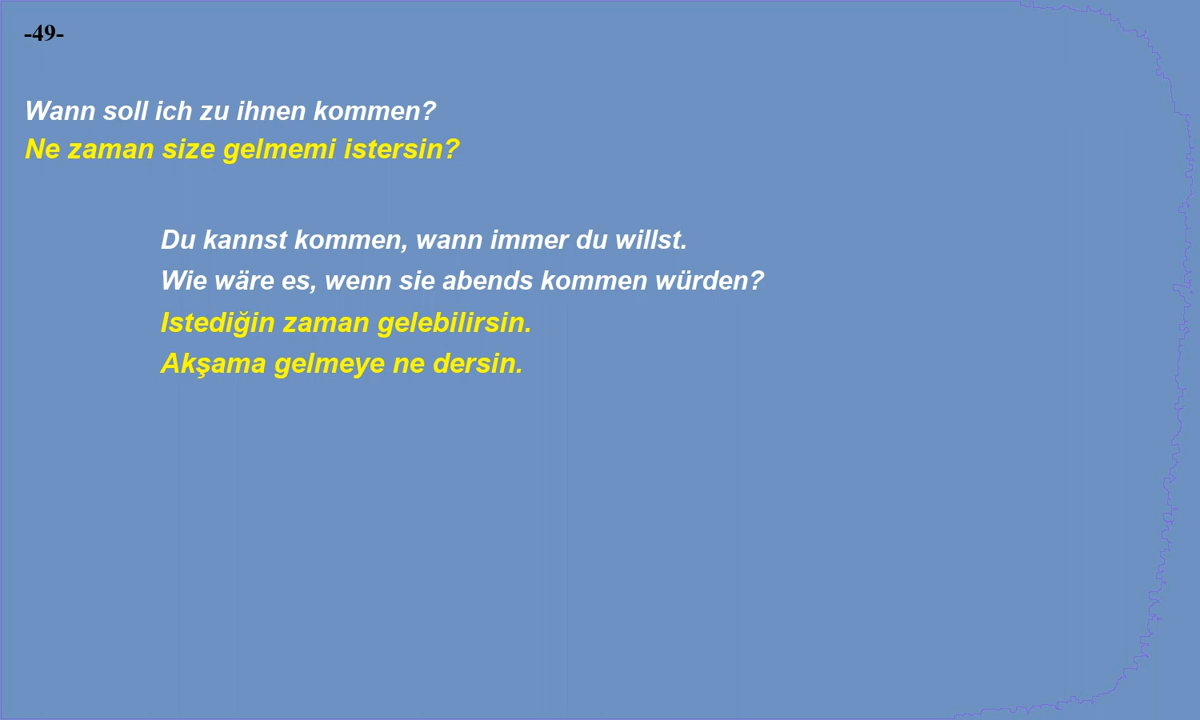 -49-
Wann soll ich zu ihnen kommen?
Ne zaman size gelmemi istersin?
Du kannst kommen, wann immer du willst.
Wie wäre es, wenn sie abends kommen würden?
Istediğin zaman gelebilirsin.
Akşama gelmeye ne dersin.